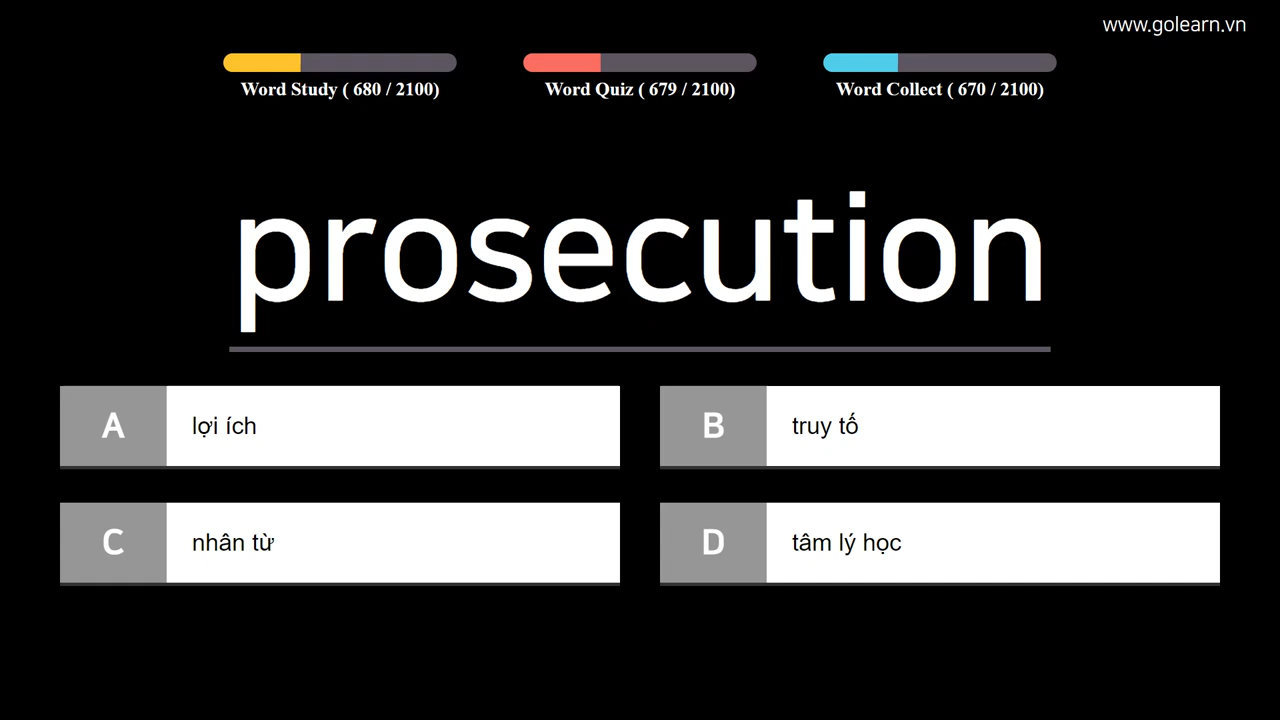 www.golearn.vn
Word Study ( 680 / 2100)
Word Quiz ( 679 / 2100)
Word Collect ( 670 / 2100)
prosecution
A lợi ích
B truy tố
C nhân từ
D tâm lý học